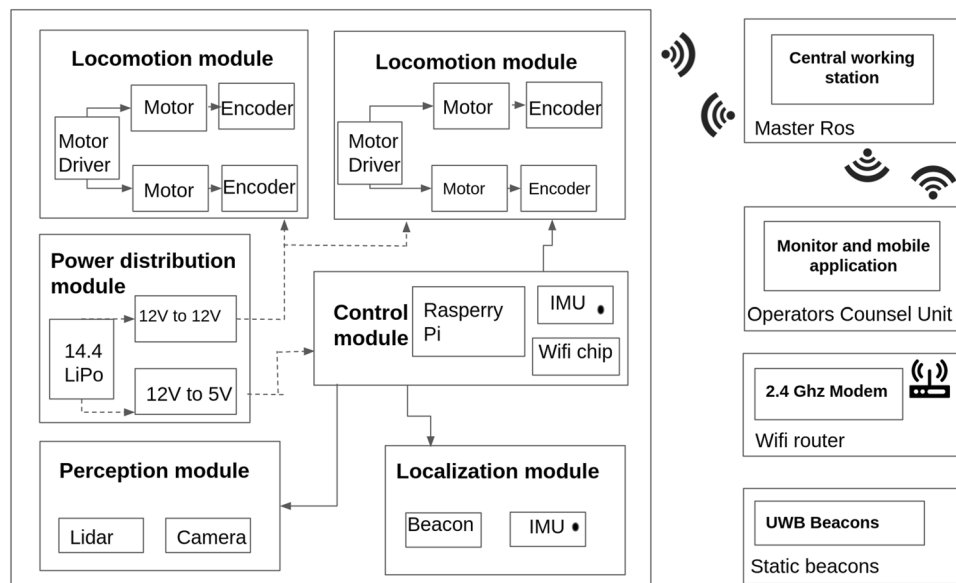 Locomotion module
Motor
Encoder
Motor
Driver
Motor
Encoder
Locomotion module
Motor
Encoder
Motor
Driver
Motor
Encoder
Power distribution
module
12V to 12V
14.4
LiPo
12V to 5V
Control
module
Rasperry
Pi
IMU
Wifi chip
Perception module
Lidar
Camera
Localization module
Beacon
IMU
Central working
station
Master Ros
Monitor and mobile
application
Operators Counsel Unit
2.4 Ghz Modem
Wifi router
UWB Beacons
Static beacons